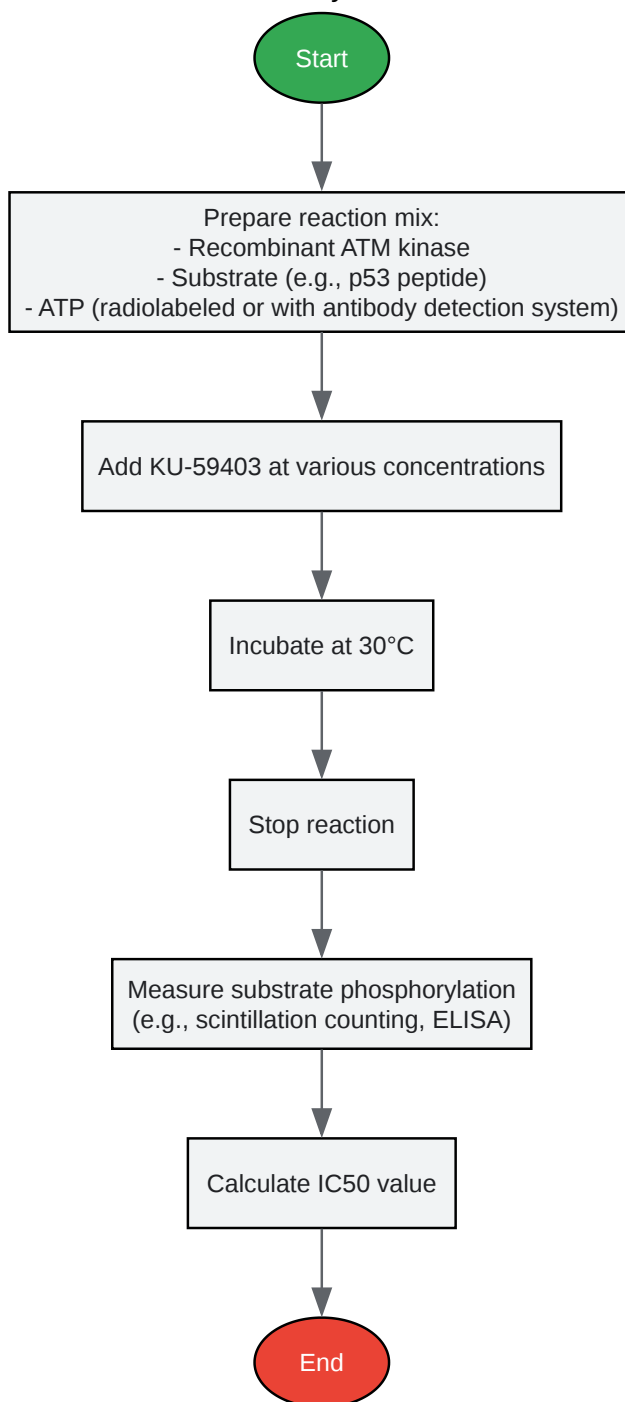 Start
Prepare reaction mix:
- Recombinant ATM kinase
- Substrate (e.g., p53 peptide)
- ATP (radiolabeled or with antibody detection system)
Add KU-59403 at various concentrations
Incubate at 30°C
Stop reaction
Measure substrate phosphorylation
(e.g., scintillation counting, ELISA)
Calculate IC50 value
End